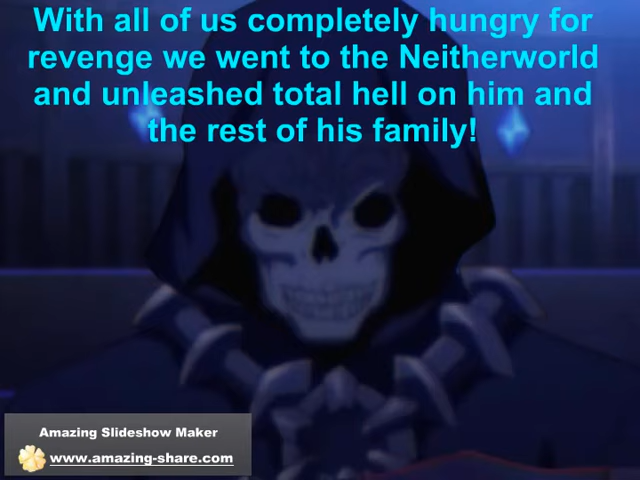 With all of us completely hungry for
revenge we went to the Neitherworld
and unleashed total hell on him and
the rest of his family!
Amazing Slideshow Maker
www.amazing-share.com